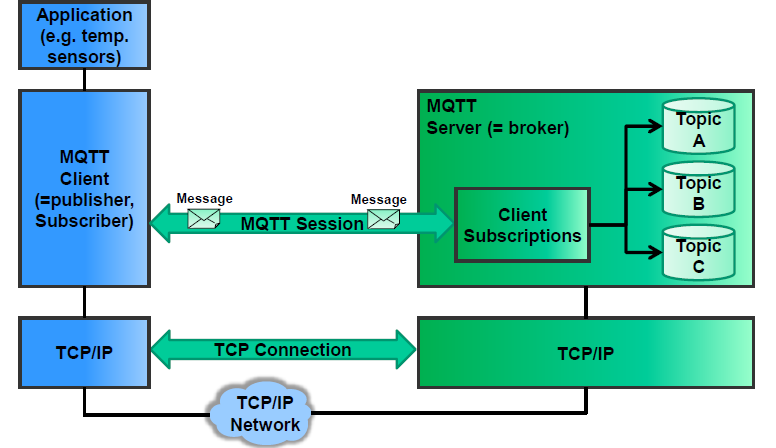 Application
(e.g. temp.
sensors)
MQTT
Client
(=publisher,
Subscriber)
Message
Message
MQTT Session
MQTT
Server (= broker)
Client
Subscriptions
Topic
A
Topic
B
Topic
C
TCP/IP
TCP Connection
TCP/IP
TCP/IP
Network